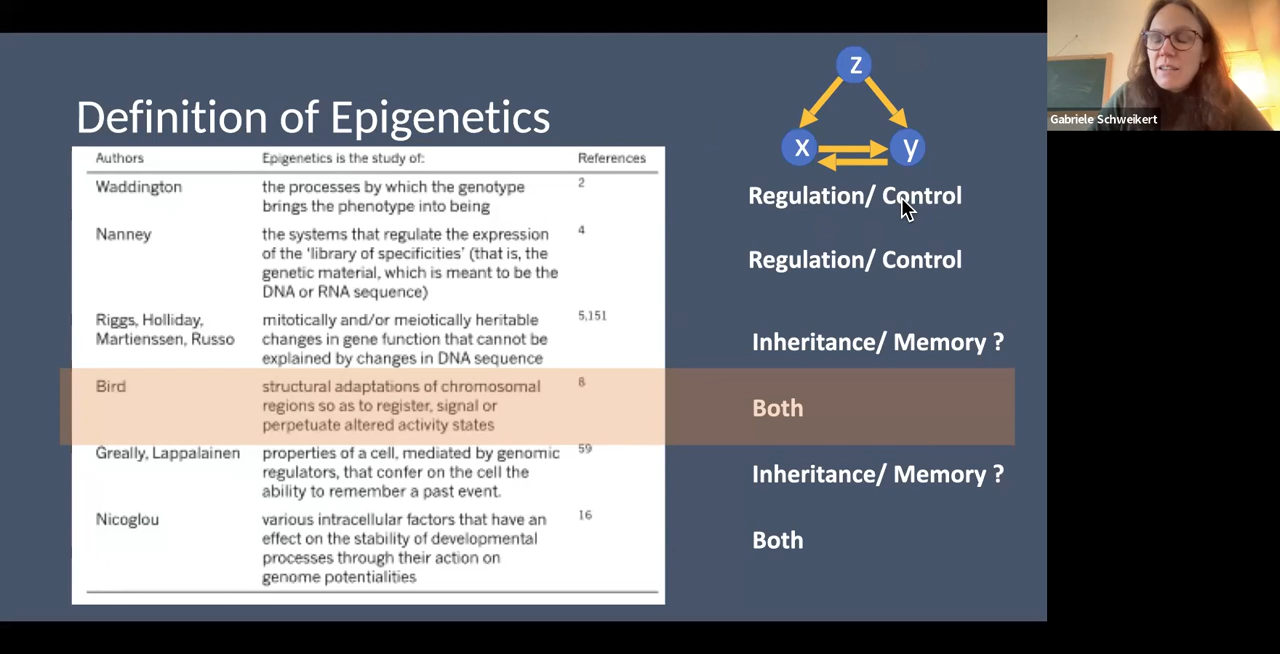 Definition of Epigenetics
z
x
y
Authors Epigenetics is the study of: References
Waddington the processes by which the genotype 2
brings the phenotype into being
Regulation/ Control
Nanney the systems that regulate the expression 4
of the 'library of specificities' (that is, the
genetic material, which is meant to be the
DNA or RNA sequence)
Regulation/ Control
Riggs, Holliday, mitotically and/or meiotically heritable 5,151
Martienssen, Russo changes in gene function that cannot be
explained by changes in DNA sequence
Inheritance/ Memory ?
Bird structural adaptations of chromosomal 8
regions so as to register, signal or
perpetuate altered activity states
Both
Greally, Lappalainen properties of a cell, mediated by genomic 59
regulators, that confer on the cell the
ability to remember a past event.
Inheritance/ Memory ?
Nicoglou various intracellular factors that have an 16
effect on the stability of developmental
processes through their action on
genome potentialities
Both
Gabriele Schweikert